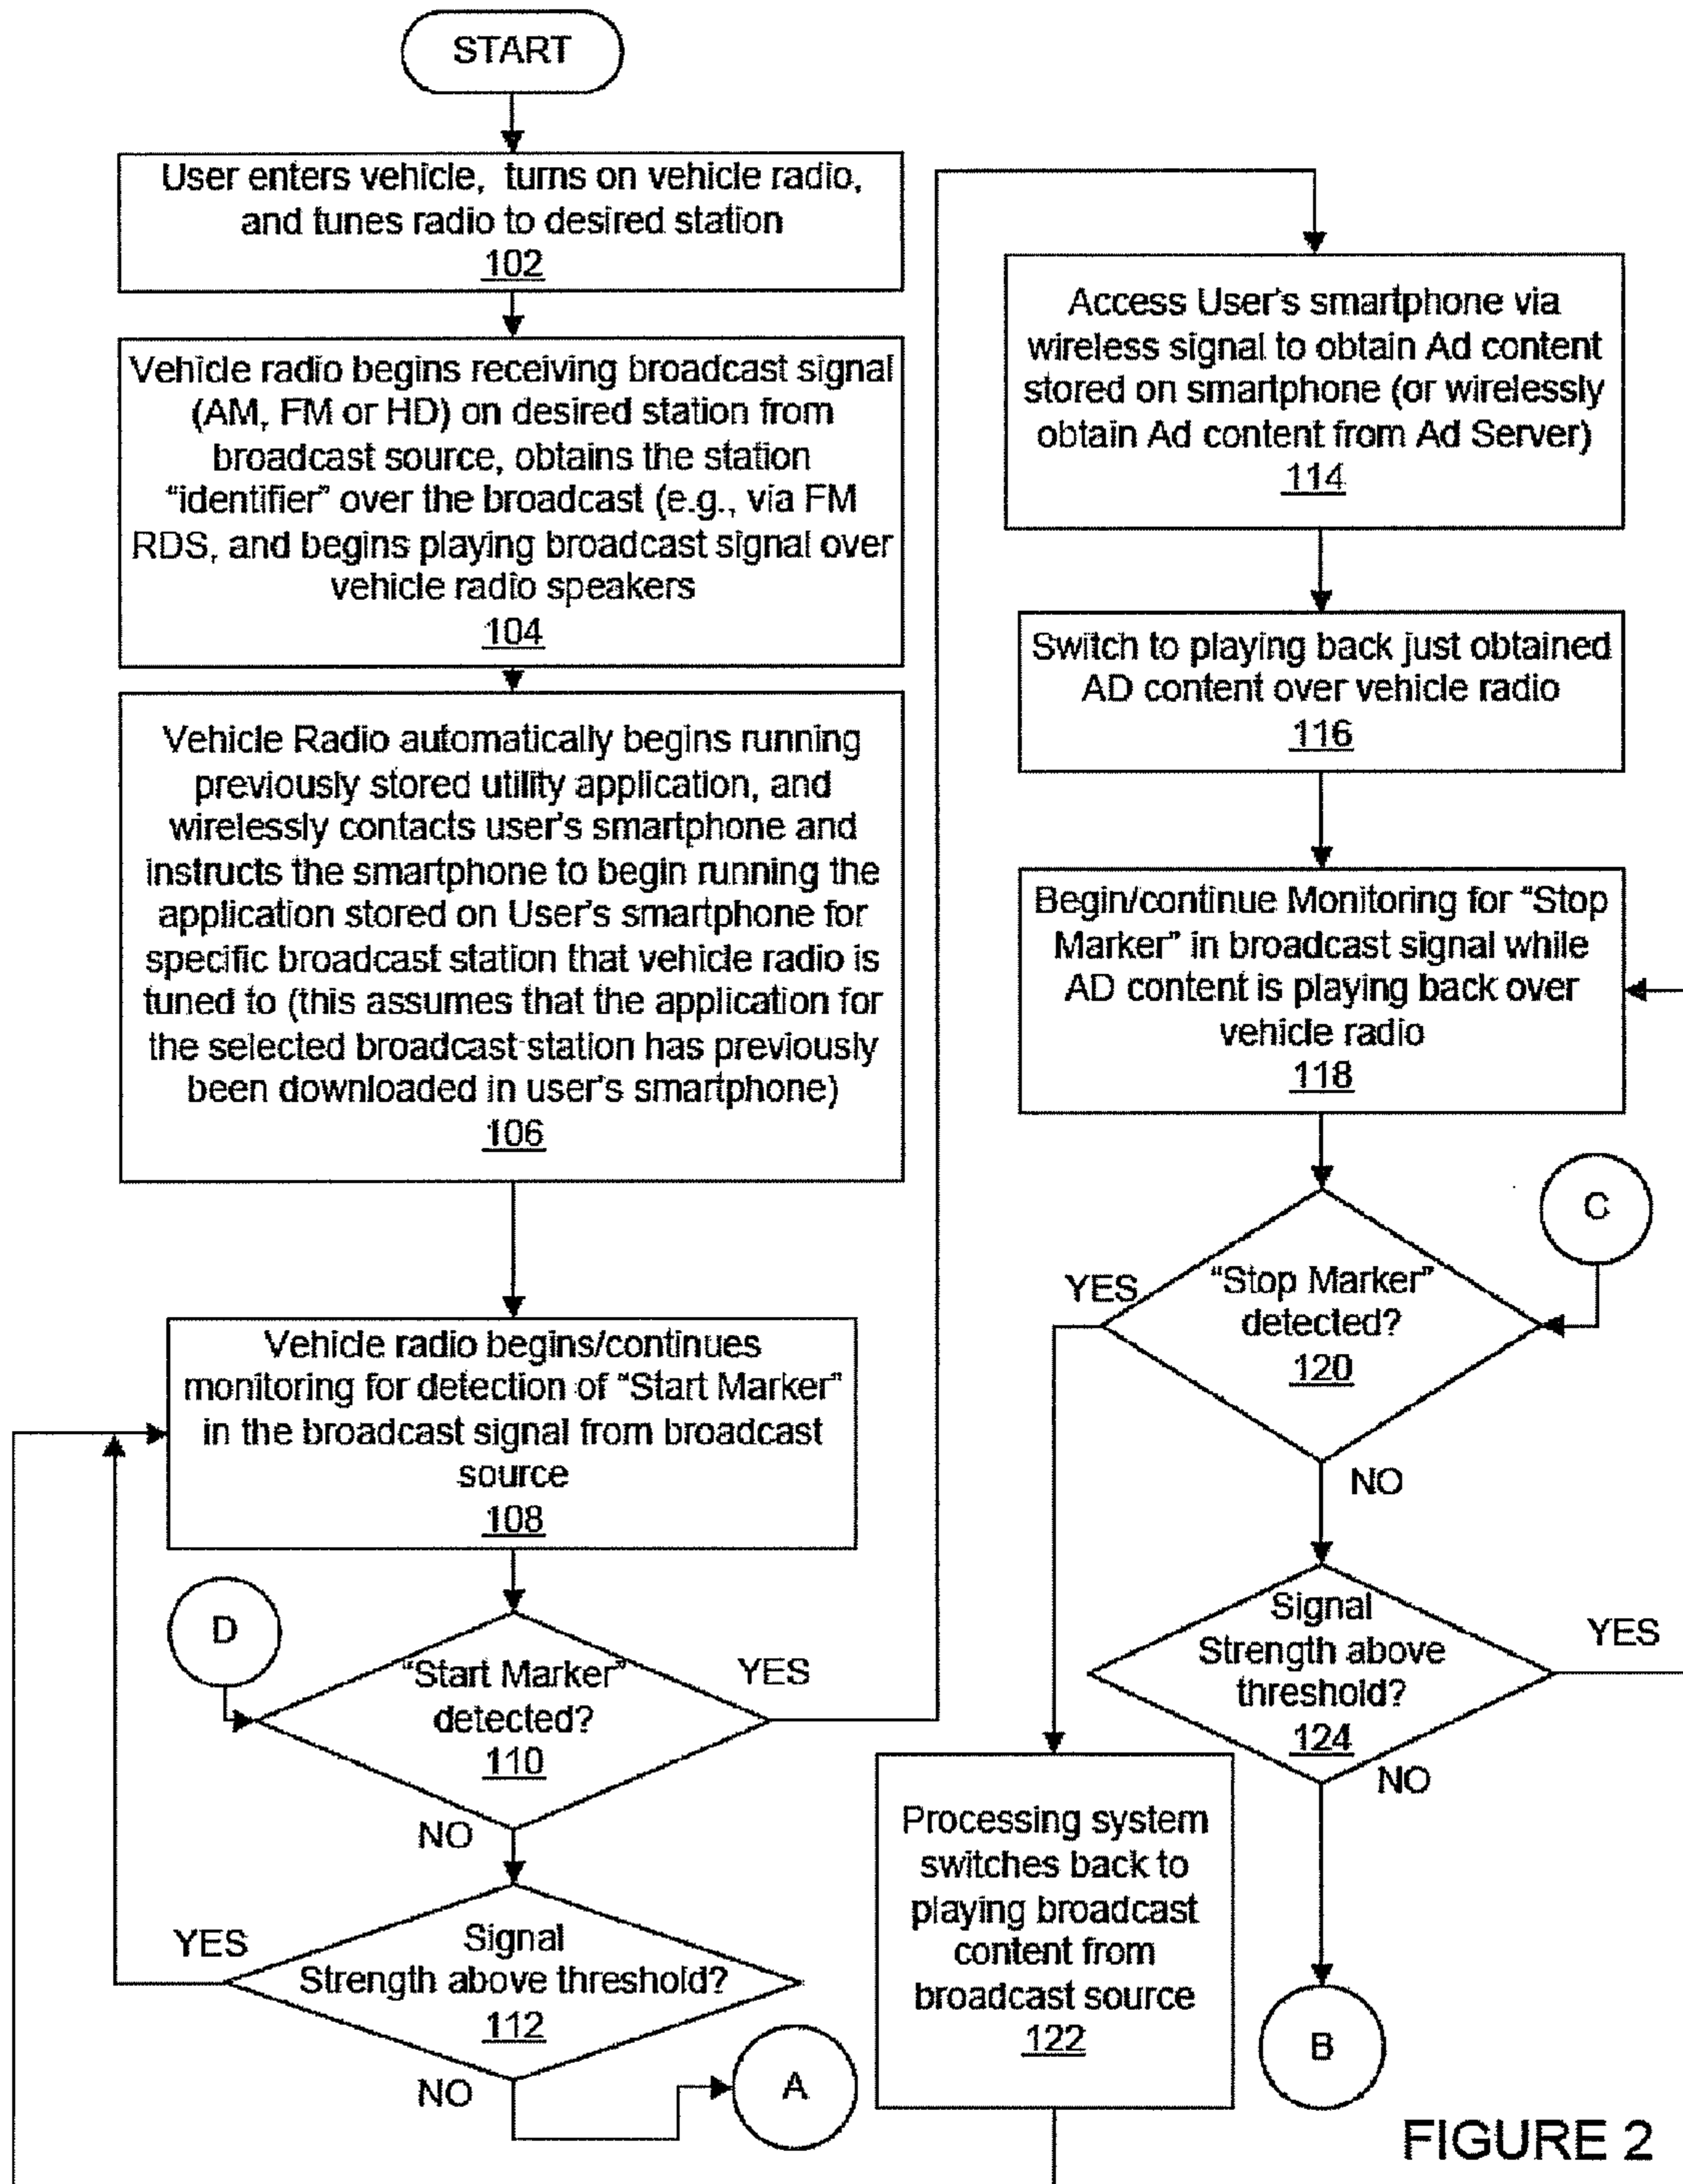 START
User enters vehicle, turns on vehicle radio,
and tunes radio to desired station
102
Vehicle radio begins receiving broadcast signal
(AM, FM or HD) on desired station from
broadcast source, obtains the station
“identifier” over the broadcast (e.g., via FM
RDS, and begins playing broadcast signal over
vehicle radio speakers
104
Vehicle Radio automatically begins running
previously stored utility application, and
wirelessly contacts user's smartphone and
instructs the smartphone to begin running the
application stored on User's smartphone for
specific broadcast station that vehicle radio is
tuned to (this assumes that the application for
the selected broadcast station has previously
been downloaded in user's smartphone)
106
Vehicle radio begins/continues
monitoring for detection of “Start Marker”
in the broadcast signal from broadcast
source
108
D
“Start Marker”
detected?
110
YES
NO
Signal
Strength above threshold?
112
YES
NO
A
Access User's smartphone via
wireless signal to obtain Ad content
stored on smartphone (or wirelessly
obtain Ad content from Ad Server)
114
Switch to playing back just obtained
AD content over vehicle radio
116
Begin/continue Monitoring for “Stop
Marker” in broadcast signal while
AD content is playing back over
vehicle radio
118
C
“Stop Marker”
detected?
120
YES
NO
Signal
Strength above
threshold?
124
YES
NO
Processing system
switches back to
playing broadcast
content from
broadcast source
122
B
FIGURE 2